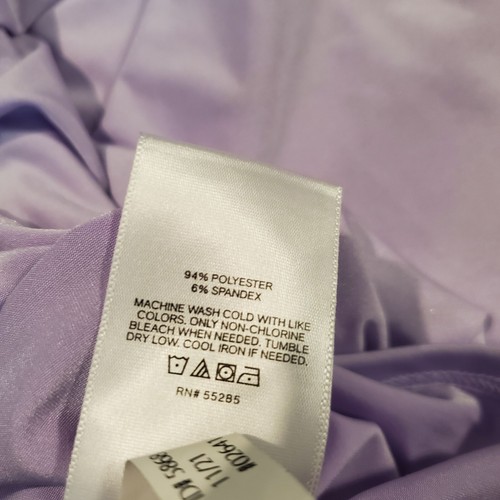 94% POLYESTER
6% SPANDEX
MACHINE WASH COLD WITH LIKE
COLORS. ONLY NON-CHLORINE
BLEACH WHEN NEEDED. TUMBLE
DRY LOW. COOL IRON IF NEEDED.
RN# 55285
11/21